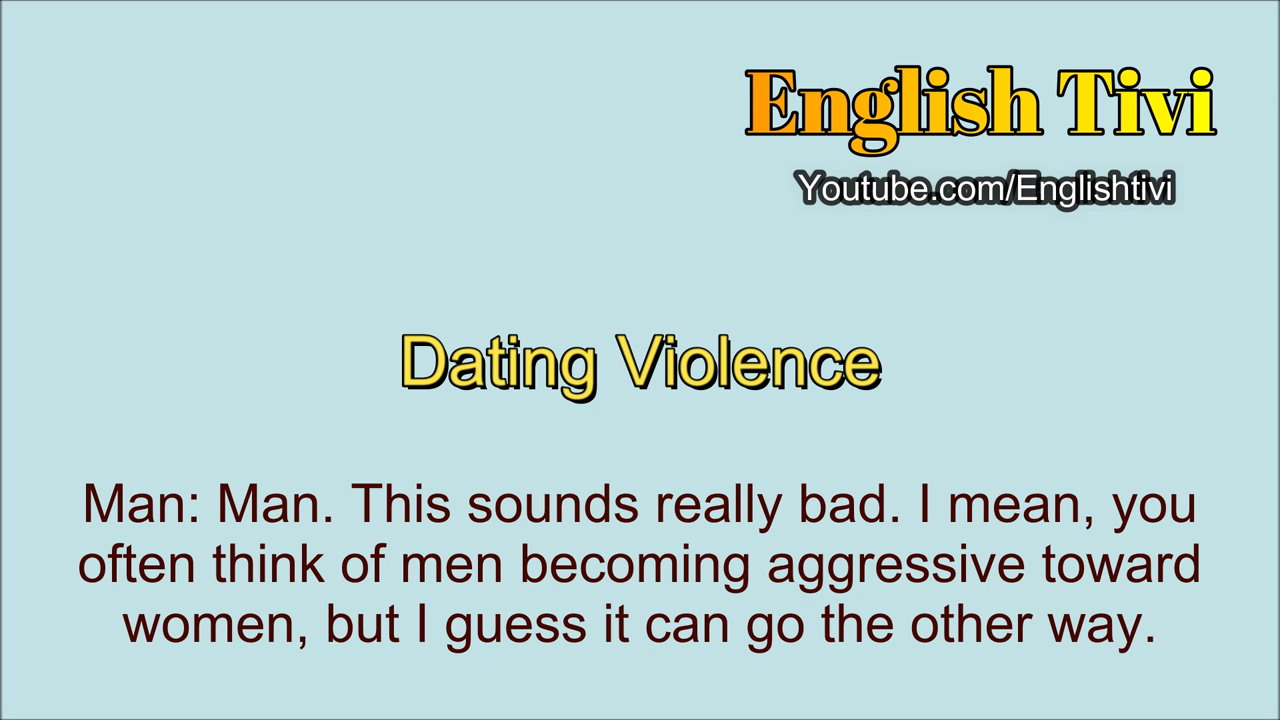 English Tivi
Youtube.com/Englishtivi
Dating Violence
Man: Man. This sounds really bad. I mean, you
often think of men becoming aggressive toward
women, but I guess it can go the other way.